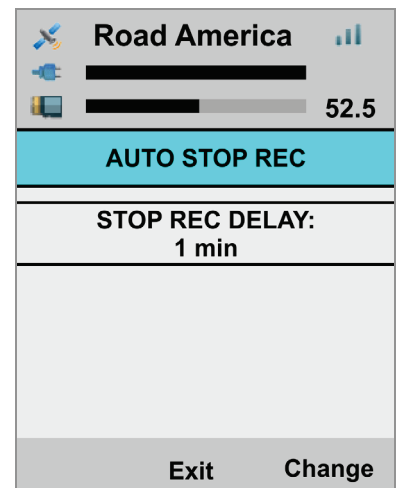 Road America
52.5
AUTO STOP REC
STOP REC DELAY:
1 min
Exit Change